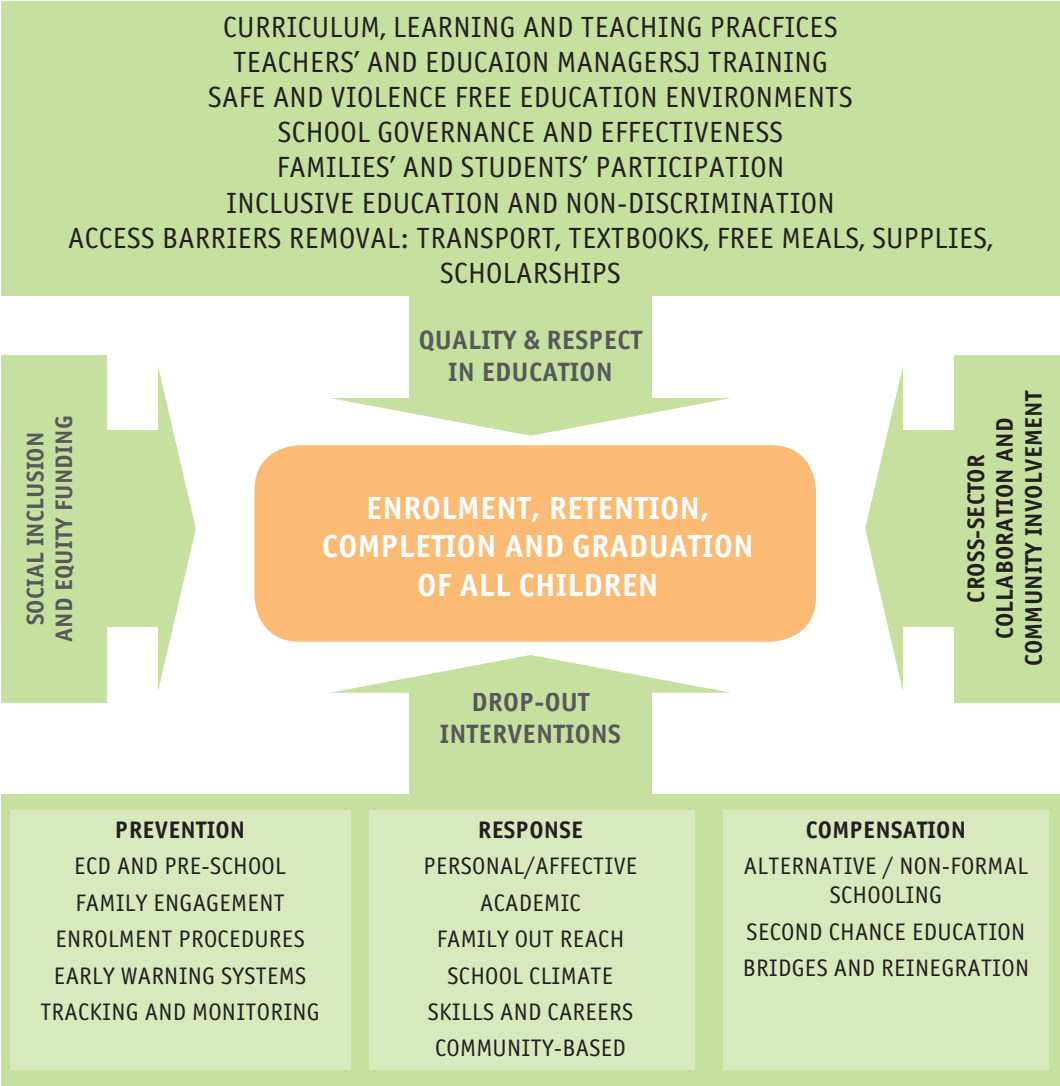 CURRICULUM, LEARNING AND TEACHING PRACFICES
TEACHERS’ AND EDUCAION MANAGERSJ TRAINING
SAFE AND VIOLENCE FREE EDUCATION ENVIRONMENTS
SCHOOL GOVERNANCE AND EFFECTIVENESS
FAMILIES’ AND STUDENTS’ PARTICIPATION
INCLUSIVE EDUCATION AND NON-DISCRIMINATION
ACCESS BARRIERS REMOVAL: TRANSPORT, TEXTBOOKS, FREE MEALS, SUPPLIES,
SCHOLARSHIPS
QUALITY & RESPECT
IN EDUCATION
SOCIAL INCLUSION
AND EQUITY FUNDING
ENROLMENT, RETENTION,
COMPLETION AND GRADUATION
OF ALL CHILDREN
CROSS-SECTOR
COLLABORATION AND
COMMUNITY INVOLVEMENT
DROP-OUT
INTERVENTIONS
PREVENTION
ECD AND PRE-SCHOOL
FAMILY ENGAGEMENT
ENROLMENT PROCEDURES
EARLY WARNING SYSTEMS
TRACKING AND MONITORING
RESPONSE
PERSONAL/AFFECTIVE
ACADEMIC
FAMILY OUT REACH
SCHOOL CLIMATE
SKILLS AND CAREERS
COMMUNITY-BASED
COMPENSATION
ALTERNATIVE / NON-FORMAL
SCHOOLING
SECOND CHANCE EDUCATION
BRIDGES AND REINEGRATION